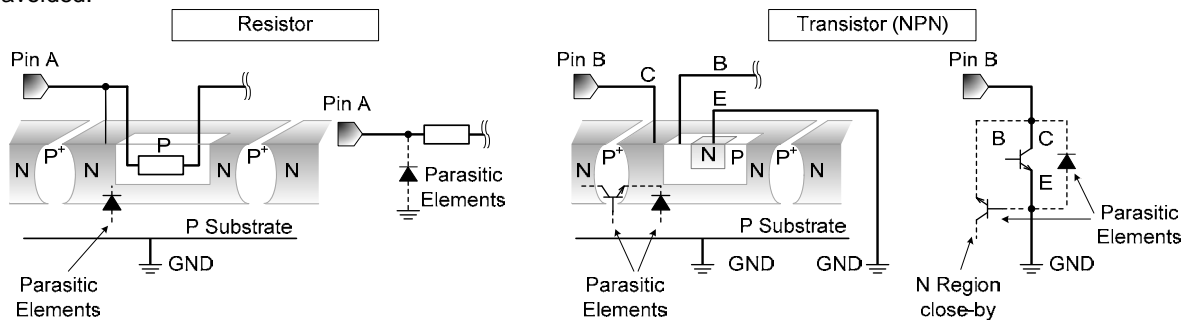 avoided.
Resistor
Transistor (NPN)
Pin A
Pin A
N P+ N P P+ N
Parasitic
Elements
P Substrate
GND
Parasitic
Elements
Pin B
C
B
E
N P+ N N P P+ N
P Substrate
GND
GND
Parasitic
Elements
Pin B
B
C
E
Parasitic
Elements
GND
N Region
close-by